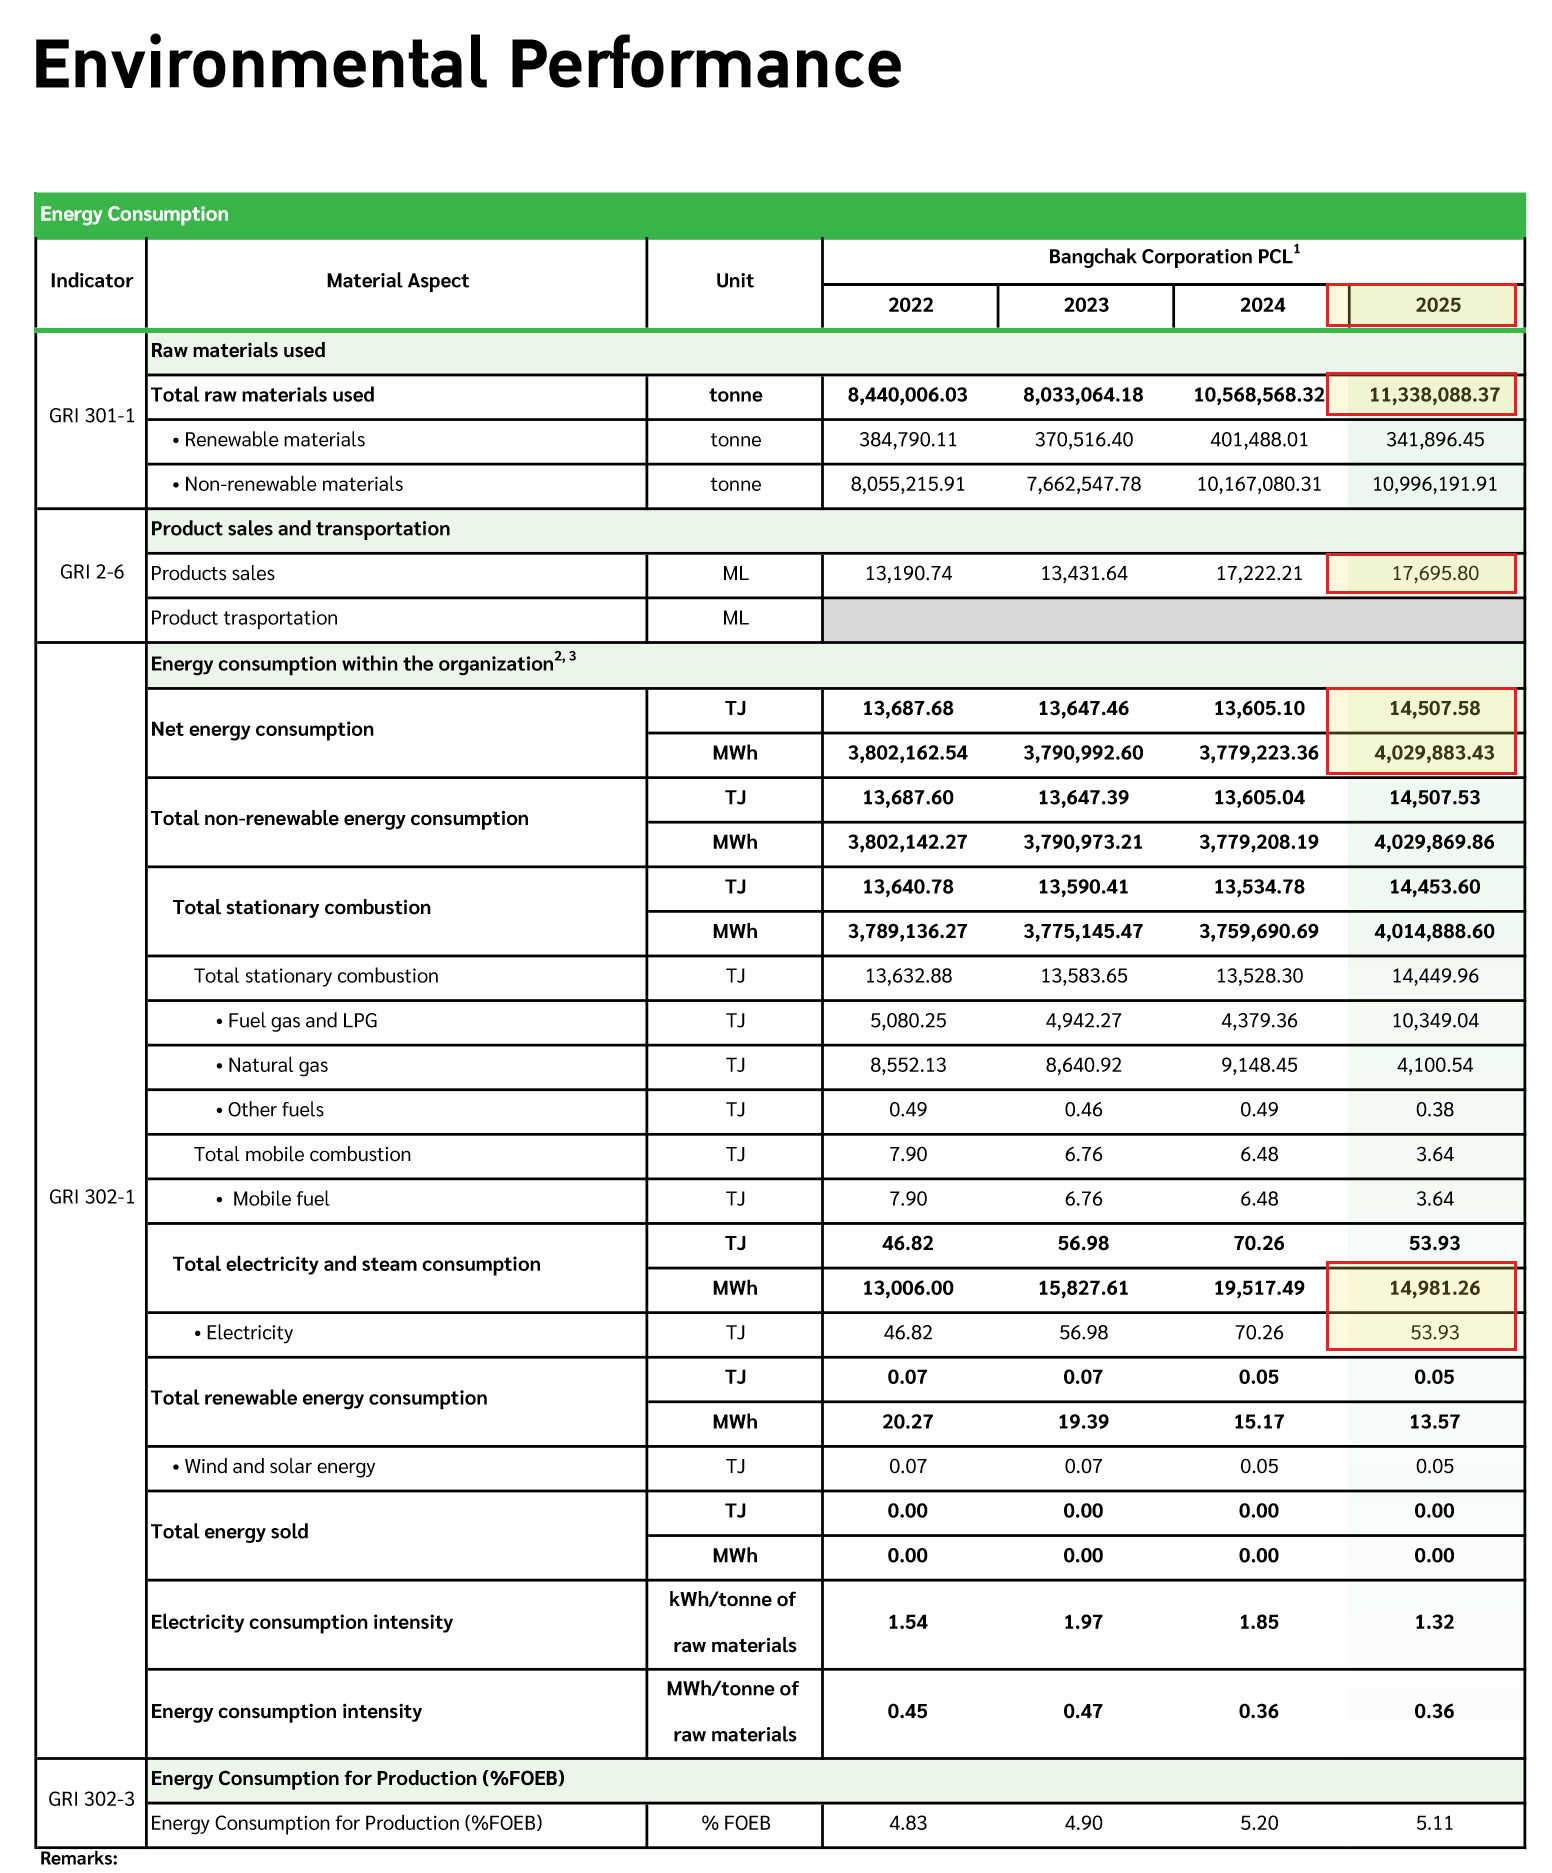 Environmental Performance
Energy Consumption
Indicator Material Aspect Unit Bangchak Corporation PCL1
2022 2023 2024 2025
GRI 301-1
Raw materials used
Total raw materials used tonne 8,440,006.03 8,033,064.18 10,568,568.32 11,338,088.37
• Renewable materials tonne 384,790.11 370,516.40 401,488.01 341,896.45
• Non-renewable materials tonne 8,055,215.91 7,662,547.78 10,167,080.31 10,996,191.91
GRI 2-6
Product sales and transportation
Products sales ML 13,190.74 13,431.64 17,222.21 17,695.80
Product trasportation ML
GRI 302-1
Energy consumption within the organization2, 3
Net energy consumption TJ 13,687.68 13,647.46 13,605.10 14,507.58
MWh 3,802,162.54 3,790,992.60 3,779,223.36 4,029,883.43
Total non-renewable energy consumption TJ 13,687.60 13,647.39 13,605.04 14,507.53
MWh 3,802,142.27 3,790,973.21 3,779,208.19 4,029,869.86
Total stationary combustion TJ 13,640.78 13,590.41 13,534.78 14,453.60
MWh 3,789,136.27 3,775,145.47 3,759,690.69 4,014,888.60
Total stationary combustion TJ 13,632.88 13,583.65 13,528.30 14,449.96
• Fuel gas and LPG TJ 5,080.25 4,942.27 4,379.36 10,349.04
• Natural gas TJ 8,552.13 8,640.92 9,148.45 4,100.54
• Other fuels TJ 0.49 0.46 0.49 0.38
Total mobile combustion TJ 7.90 6.76 6.48 3.64
• Mobile fuel TJ 7.90 6.76 6.48 3.64
Total electricity and steam consumption TJ 46.82 56.98 70.26 53.93
MWh 13,006.00 15,827.61 19,517.49 14,981.26
• Electricity TJ 46.82 56.98 70.26 53.93
Total renewable energy consumption TJ 0.07 0.07 0.05 0.05
MWh 20.27 19.39 15.17 13.57
• Wind and solar energy TJ 0.07 0.07 0.05 0.05
Total energy sold TJ 0.00 0.00 0.00 0.00
MWh 0.00 0.00 0.00 0.00
Electricity consumption intensity kWh/tonne of raw materials 1.54 1.97 1.85 1.32
Energy consumption intensity MWh/tonne of raw materials 0.45 0.47 0.36 0.36
GRI 302-3
Energy Consumption for Production (%FOEB)
Energy Consumption for Production (%FOEB) % FOEB 4.83 4.90 5.20 5.11
Remarks: